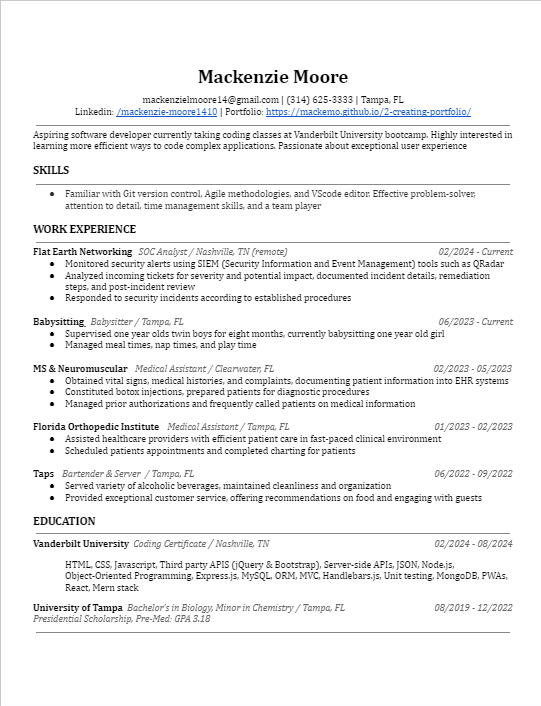 Mackenzie Moore
mackenzielmoore14@gmail.com | (314) 625-3333 | Tampa, FL
Linkedin: /mackenzie-moore1410 | Portfolio: https://mackemo.github.io/2-creating-portfolio/
Aspiring software developer currently taking coding classes at Vanderbilt University bootcamp. Highly interested in
learning more efficient ways to code complex applications. Passionate about exceptional user experience
SKILLS
● Familiar with Git version control, Agile methodologies, and VScode editor. Effective problem-solver,
attention to detail, time management skills, and a team player
WORK EXPERIENCE
Flat Earth Networking SOC Analyst / Nashville, TN (remote) 02/2024 - Current
● Monitored security alerts using SIEM (Security Information and Event Management) tools such as QRadar
● Analyzed incoming tickets for severity and potential impact, documented incident details, remediation
steps, and post-incident review
● Responded to security incidents according to established procedures
Babysitting Babysitter / Tampa, FL 06/2023 - Current
● Supervised one year olds twin boys for eight months, currently babysitting one year old girl
● Managed meal times, nap times, and play time
MS & Neuromuscular Medical Assistant / Clearwater, FL 02/2023 - 05/2023
● Obtained vital signs, medical histories, and complaints, documenting patient information into EHR systems
● Constituted botox injections, prepared patients for diagnostic procedures
● Managed prior authorizations and frequently called patients on medical information
Florida Orthopedic Institute Medical Assistant / Tampa, FL 01/2023 - 02/2023
● Assisted healthcare providers with efficient patient care in fast-paced clinical environment
● Scheduled patients appointments and completed charting for patients
Taps Bartender & Server / Tampa, FL 06/2022 - 09/2022
● Served variety of alcoholic beverages, maintained cleanliness and organization
● Provided exceptional customer service, offering recommendations on food and engaging with guests
EDUCATION
Vanderbilt University Coding Certificate / Nashville, TN 02/2024 - 08/2024
HTML, CSS, Javascript, Third party APIS (jQuery & Bootstrap), Server-side APIs, JSON, Node.js,
Object-Oriented Programming, Express.js, MySQL, ORM, MVC, Handlebars.js, Unit testing, MongoDB, PWAs,
React, Mern stack
University of Tampa Bachelor's in Biology, Minor in Chemistry / Tampa, FL 08/2019 - 12/2022
Presidential Scholarship, Pre-Med: GPA 3.18